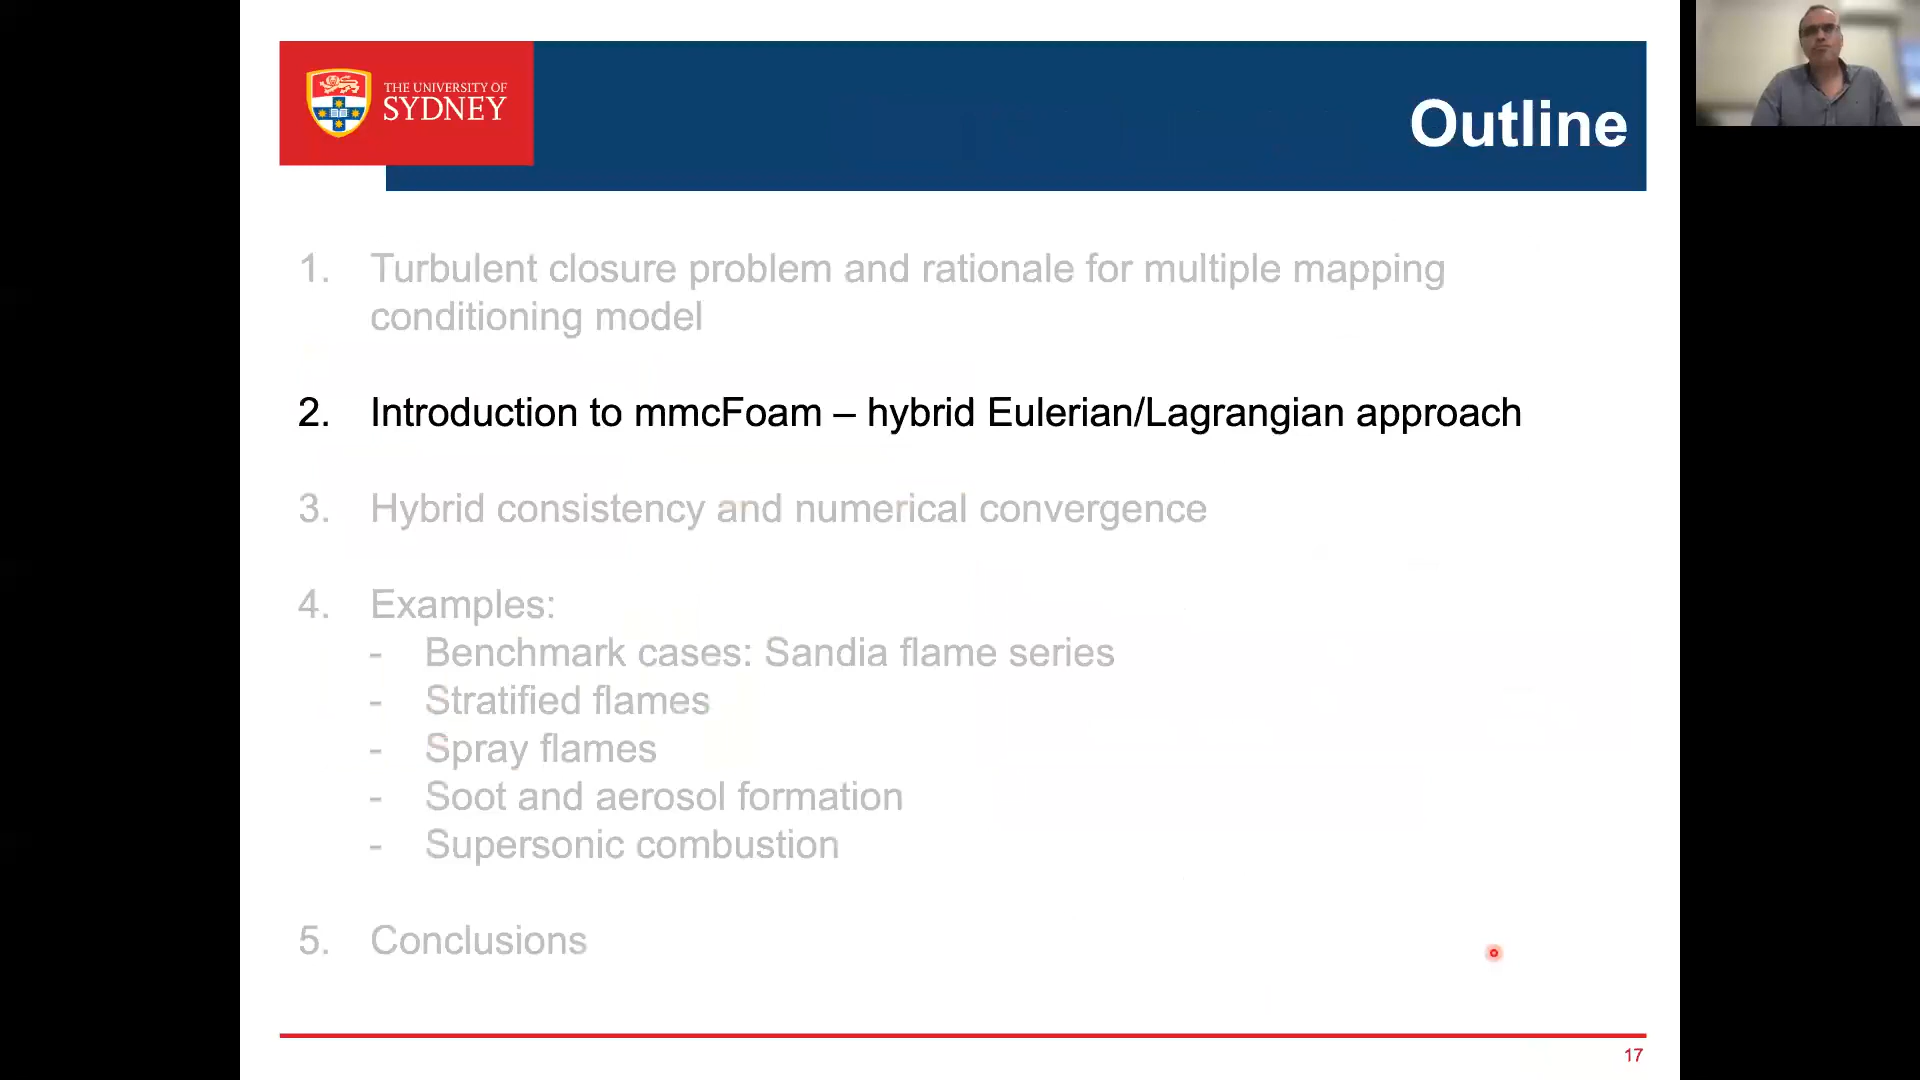 THE UNIVERSITY OF
SYDNEY
Outline
1. Turbulent closure problem and rationale for multiple mapping
conditioning model
2. Introduction to mmcFoam – hybrid Eulerian/Lagrangian approach
3. Hybrid consistency and numerical convergence
4. Examples:
- Benchmark cases: Sandia flame series
- Stratified flames
- Spray flames
- Soot and aerosol formation
- Supersonic combustion
5. Conclusions
17